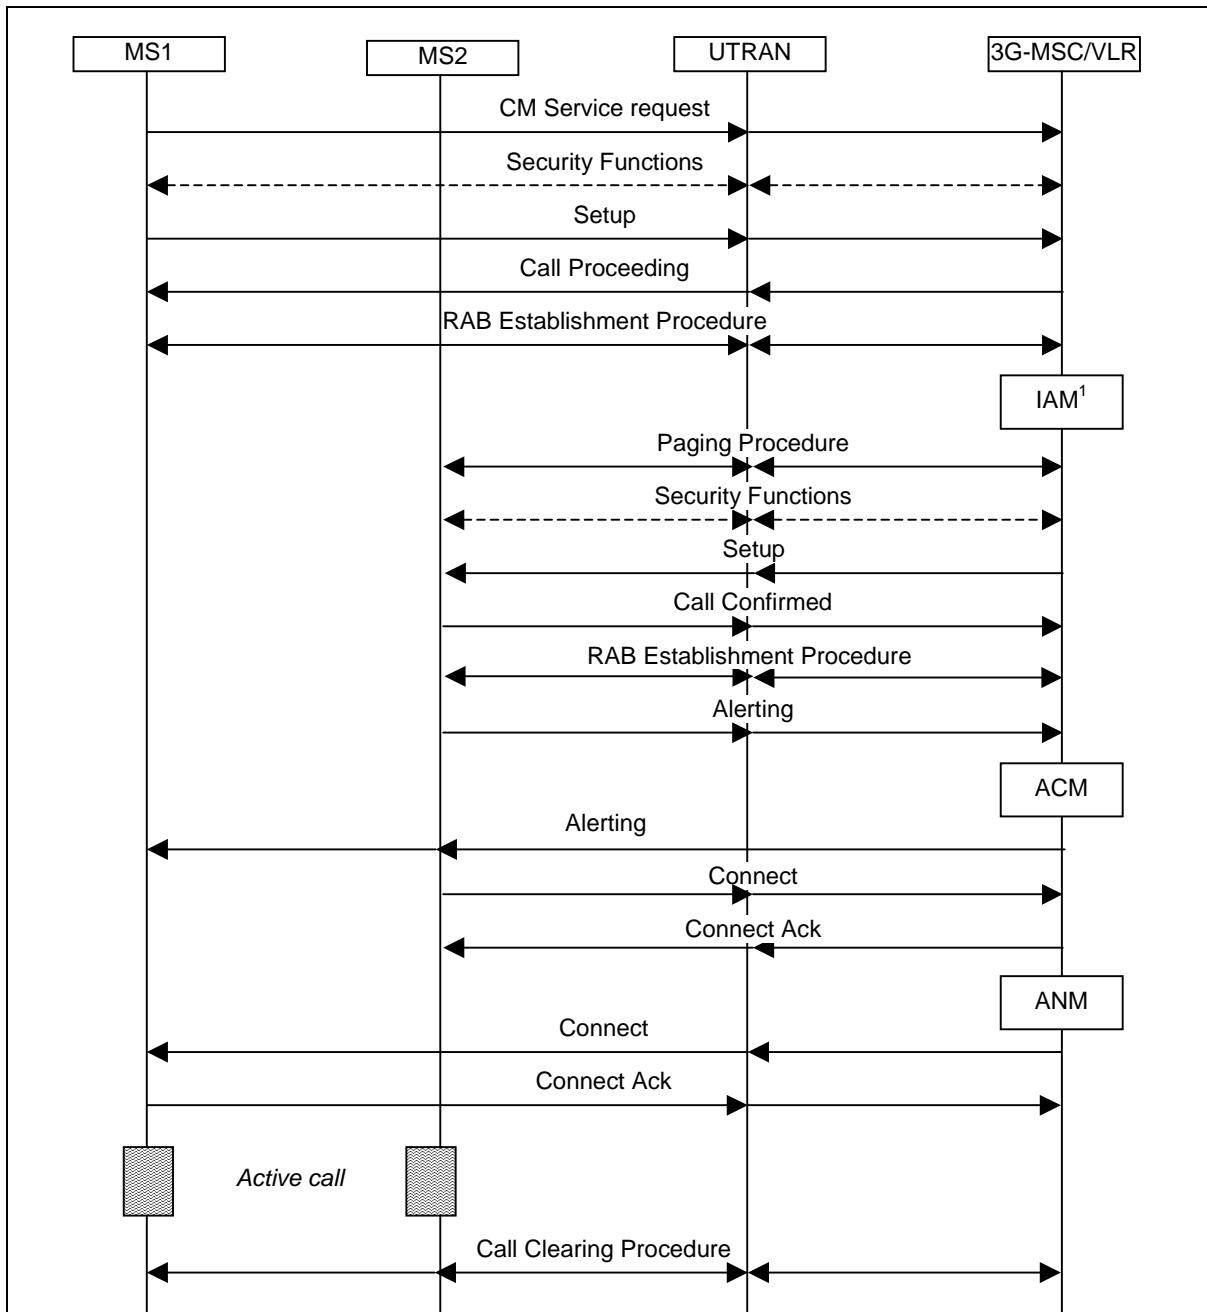 MS1
MS2
UTRAN
3G-MSC/VLR
CM Service request
Security Functions
Setup
Call Proceeding
RAB Establishment Procedure
IAM¹
Paging Procedure
Security Functions
Setup
Call Confirmed
RAB Establishment Procedure
Alerting
ACM
Alerting
Connect
Connect Ack
ANM
Connect
Connect Ack
Active call
Call Clearing Procedure